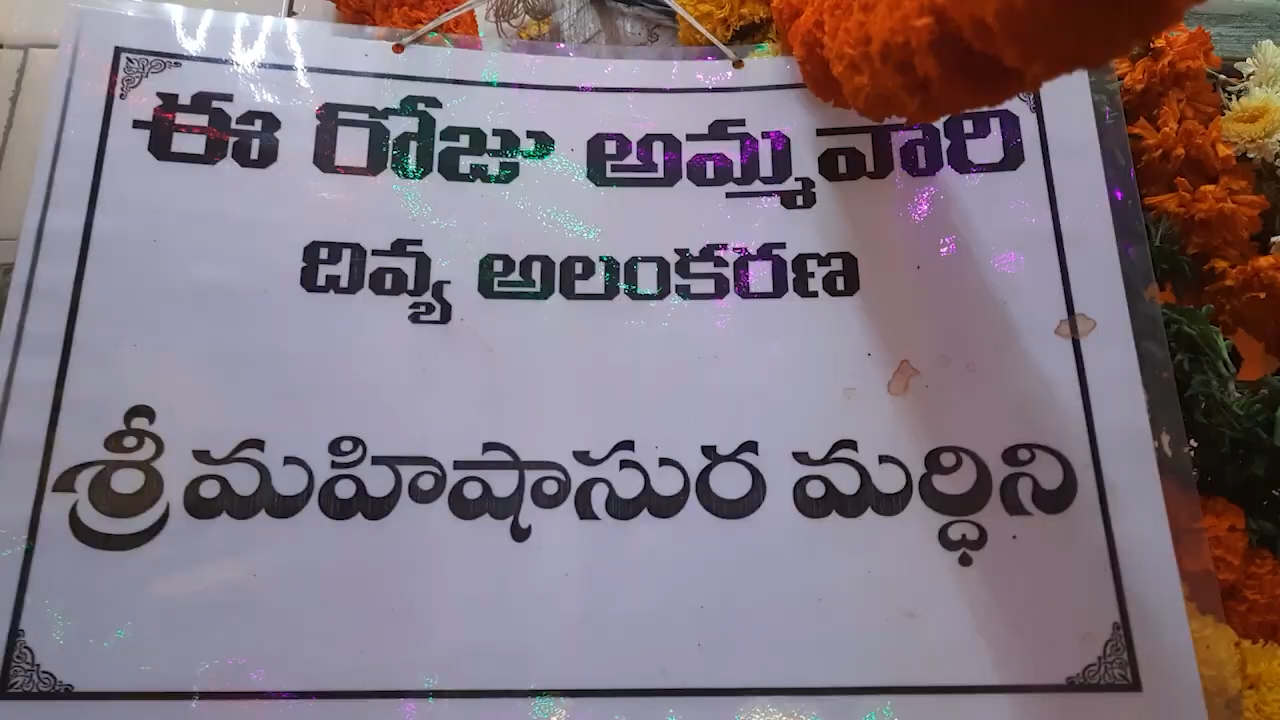 ఈ రోజు అమ్మవారి
దివ్య అలంకరణ
శ్రీ మహిషాసుర మర్ధిని